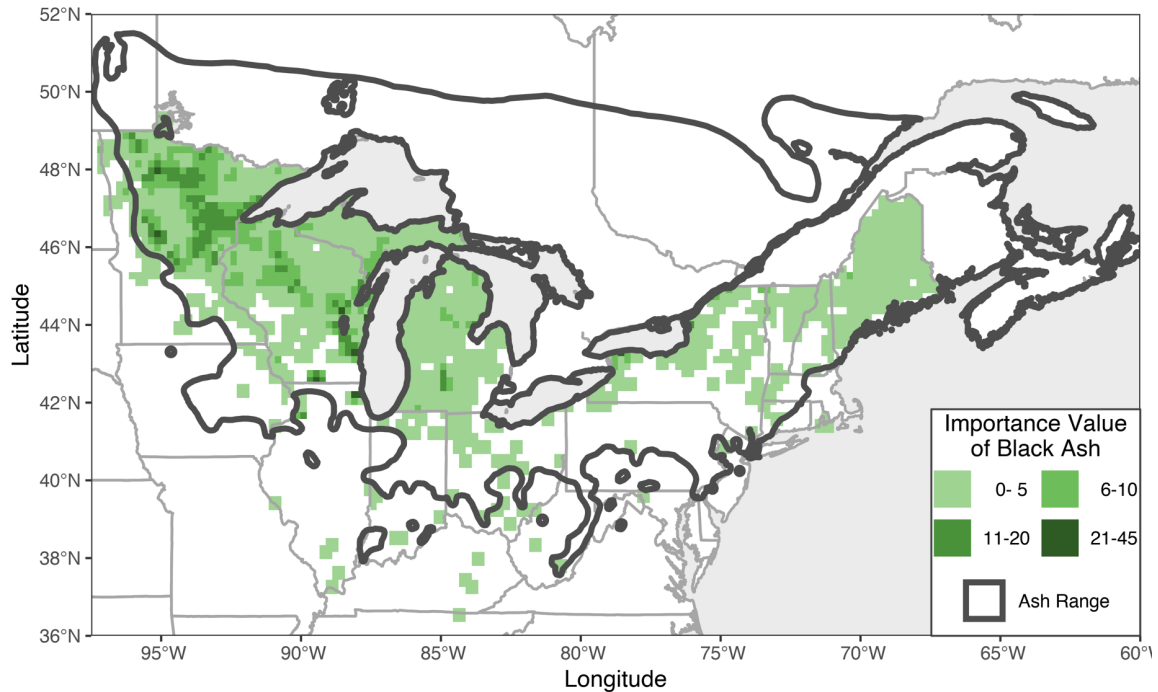 52°N
50°N
48°N
46°N
44°N
42°N
40°N
38°N
36°N
Latitude
95°W
90°W
85°W
80°W
75°W
70°W
65°W
60°W
Longitude
Importance Value
of Black Ash
0- 5
6-10
11-20
21-45
Ash Range